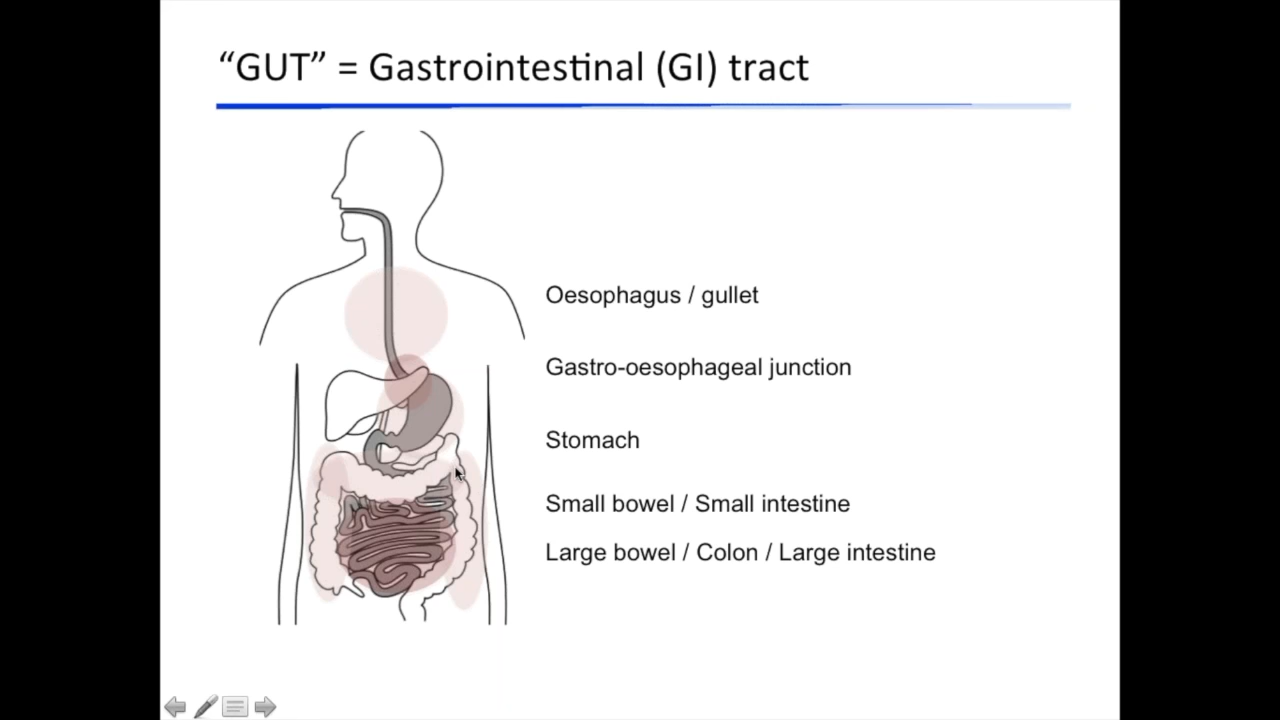 “GUT” = Gastrointestinal (GI) tract
Oesophagus / gullet
Gastro-oesophageal junction
Stomach
Small bowel / Small intestine
Large bowel / Colon / Large intestine